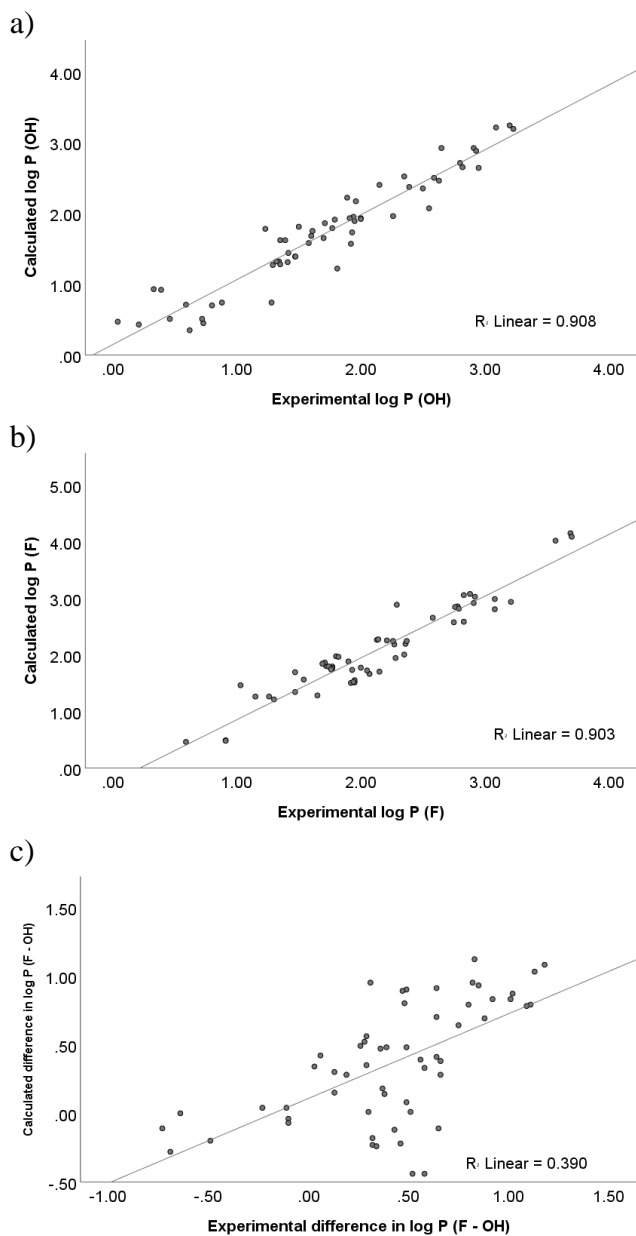 a)
4.00
3.00
2.00
1.00
.00
Calculated log P (OH)
R2 Linear = 0.908
.00 1.00 2.00 3.00 4.00
Experimental log P (OH)
b)
5.00
4.00
3.00
2.00
1.00
.00
Calculated log P (F)
R2 Linear = 0.903
.00 1.00 2.00 3.00 4.00
Experimental log P (F)
c)
1.50
1.00
.50
.00
-.50
Calculated difference in log P (F - OH)
R2 Linear = 0.390
-1.00 -.50 .00 .50 1.00 1.50
Experimental difference in log P (F - OH)